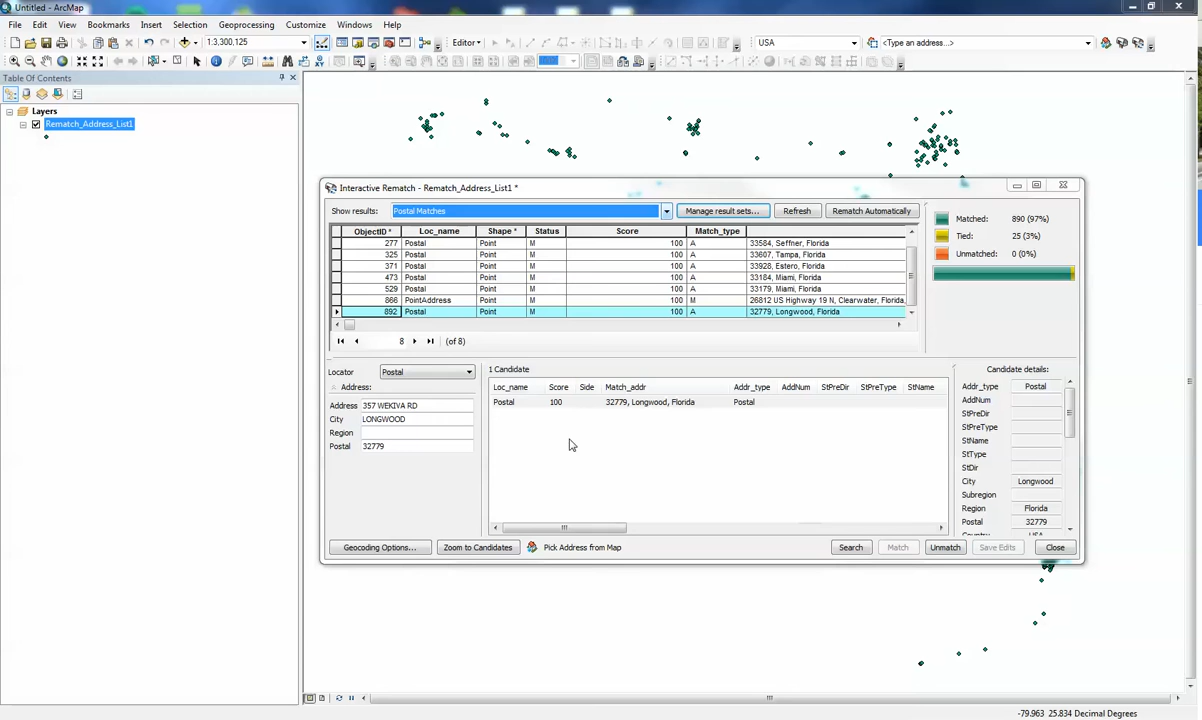 Untitled - ArcMap
File Edit View Bookmarks Insert Selection Geoprocessing Customize Windows Help
1:3,300,125 Editor USA <Type an address...>
Table Of Contents
Layers
Rematch_Address_List1
Interactive Rematch - Rematch_Address_List1 *
Show results: Postal Matches Manage result sets... Refresh Rematch Automatically
ObjectID * Loc_name Shape * Status Score Match_type
277 Postal Point M 100 A 33584, Seffner, Florida
325 Postal Point M 100 A 33607, Tampa, Florida
371 Postal Point M 100 A 33928, Estero, Florida
473 Postal Point M 100 A 33184, Miami, Florida
529 Postal Point M 100 A 33179, Miami, Florida
866 PointAddress Point M 100 M 26812 US Highway 19 N, Clearwater, Florida,
892 Postal Point M 100 A 32779, Longwood, Florida
8 (of 8)
Matched: 890 (97%)
Tied: 25 (3%)
Unmatched: 0 (0%)
Locator Postal
Address:
Address 357 WEKIVA RD
City LONGWOOD
Region
Postal 32779
1 Candidate
Loc_name Score Side Match_addr Addr_type AddNum StPreDir StPreType StName
Postal 100 32779, Longwood, Florida Postal
Candidate details:
Addr_type Postal
AddNum
StPreDir
StPreType
StName
StType
StDir
City Longwood
Subregion
Region Florida
Postal 32779
Country USA
Geocoding Options... Zoom to Candidates Pick Address from Map Search Match Unmatch Save Edits Close
-79.963 25.834 Decimal Degrees